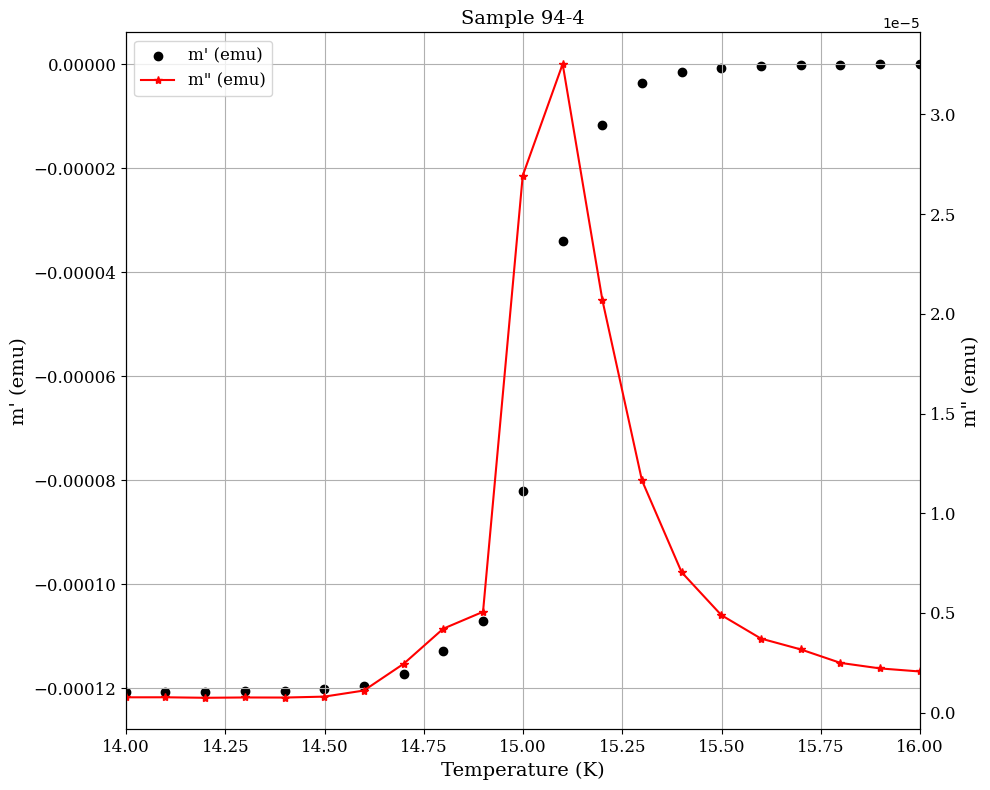 Sample 94-4
1e−5
m' (emu)
m" (emu)
0.00000
−0.00002
−0.00004
−0.00006
−0.00008
−0.00010
−0.00012
m' (emu)
3.0
2.5
2.0
1.5
1.0
0.5
0.0
m" (emu)
14.00 14.25 14.50 14.75 15.00 15.25 15.50 15.75 16.00
Temperature (K)